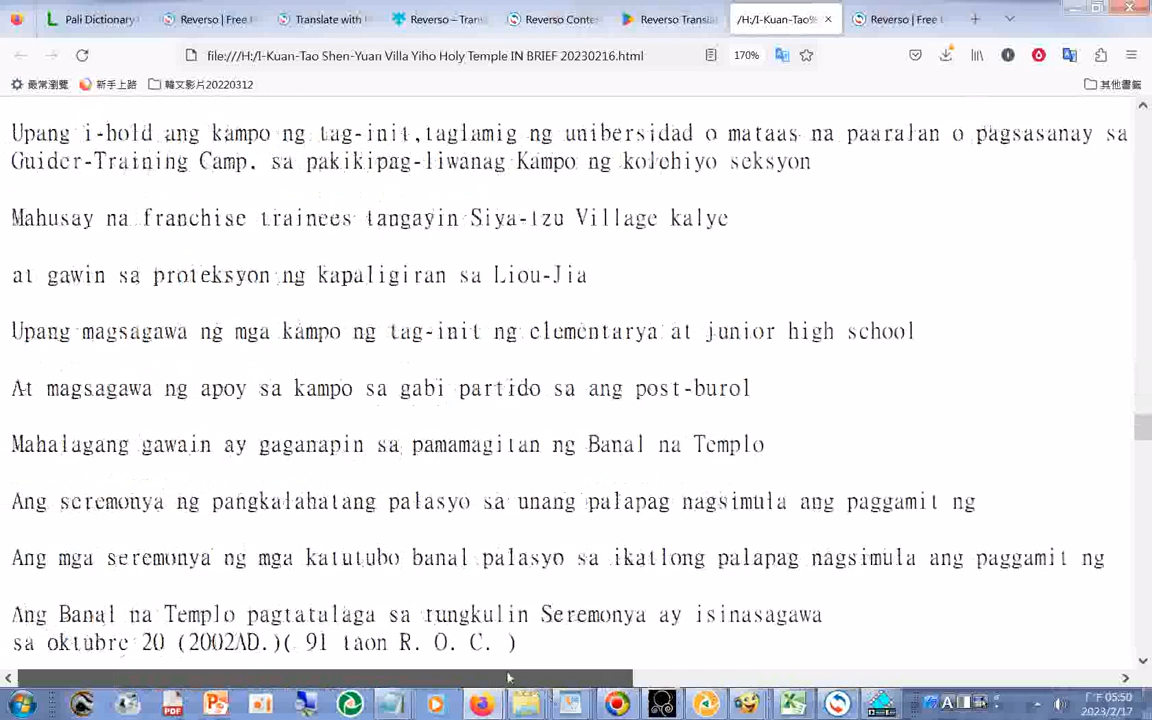 Pali Dictionary
Reverso | Free
Translate with
Reverso – Trans
Reverso Conte
Reverso Transla
/H:/I-Kuan-Tao%
Reverso | Free
file:///H:/I-Kuan-Tao Shen-Yuan Villa Yiho Holy Temple IN BRIEF 20230216.html
170%
最常瀏覽
新手上路
韓文影片20220312
其他書籤
Upang i-hold ang kampo ng tag-init,taglamig ng unibersidad o mataas na paaralan o pagsasanay sa
Guider-Training Camp, sa pakikipag-liwanag Kampo ng kolehiyo seksyon
Mahusay na franchise trainees tangayin Siya-tzu Village kalye
at gawin sa proteksyon ng kapaligiran sa Liou-Jia
Upang magsagawa ng mga kampo ng tag-init ng elementarya at junior high school
At magsagawa ng apoy sa kampo sa gabi partido sa ang post-burol
Mahalagang gawain ay gaganapin sa pamamagitan ng Banal na Templo
Ang seremonya ng pangkalahatang palasyo sa unang palapag nagsimula ang paggamit ng
Ang mga seremonya ng mga katutubo banal palasyo sa ikatlong palapag nagsimula ang paggamit ng
Ang Banal na Templo pagtatalaga sa tungkulin Seremonya ay isinasagawa
sa oktubre 20 (2002AD.)( 91 taon R. O. C. )
下午 05:50
2023/2/17